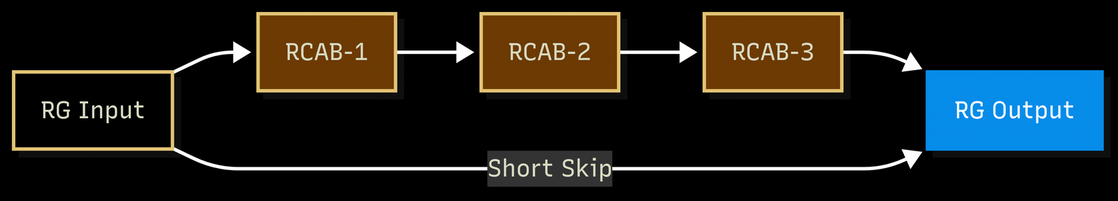 RCAB-1
RCAB-2
RCAB-3
RG Input
RG Output
Short Skip